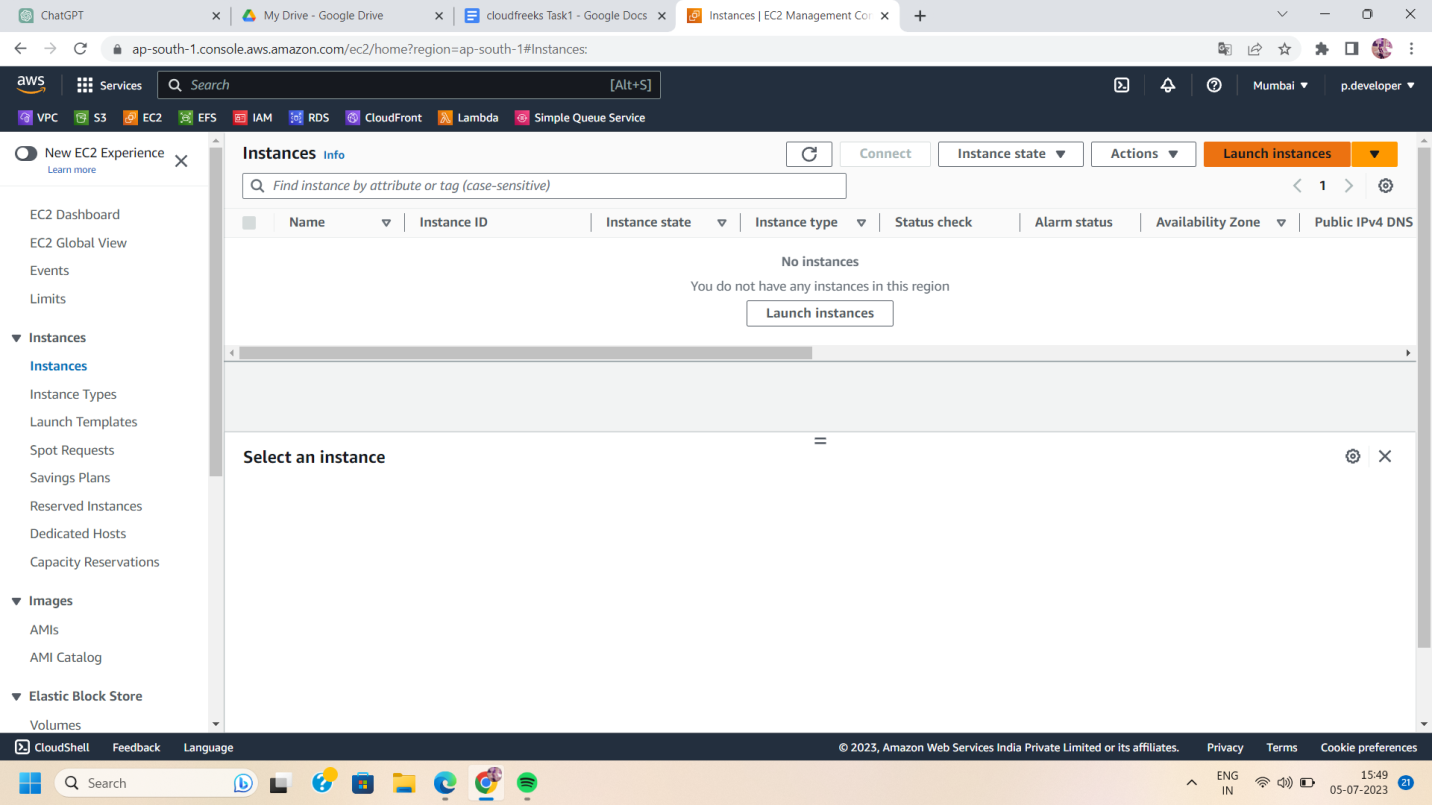 ChatGPT
My Drive - Google Drive
cloudfreeks Task1 - Google Docs
Instances | EC2 Management Cor
ap-south-1.console.aws.amazon.com/ec2/home?region=ap-south-1#Instances:
aws
Services
Search
[Alt+S]
Mumbai
p.developer
VPC
S3
EC2
EFS
IAM
RDS
CloudFront
Lambda
Simple Queue Service
New EC2 Experience
Learn more
EC2 Dashboard
EC2 Global View
Events
Limits
Instances
Instances
Instance Types
Launch Templates
Spot Requests
Savings Plans
Reserved Instances
Dedicated Hosts
Capacity Reservations
Images
AMIs
AMI Catalog
Elastic Block Store
Volumes
Instances Info
Connect
Instance state
Actions
Launch instances
Find instance by attribute or tag (case-sensitive)
1
Name
Instance ID
Instance state
Instance type
Status check
Alarm status
Availability Zone
Public IPv4 DNS
No instances
You do not have any instances in this region
Launch instances
Select an instance
CloudShell
Feedback
Language
© 2023, Amazon Web Services India Private Limited or its affiliates.
Privacy
Terms
Cookie preferences
Search
ENG
IN
15:49
05-07-2023
21